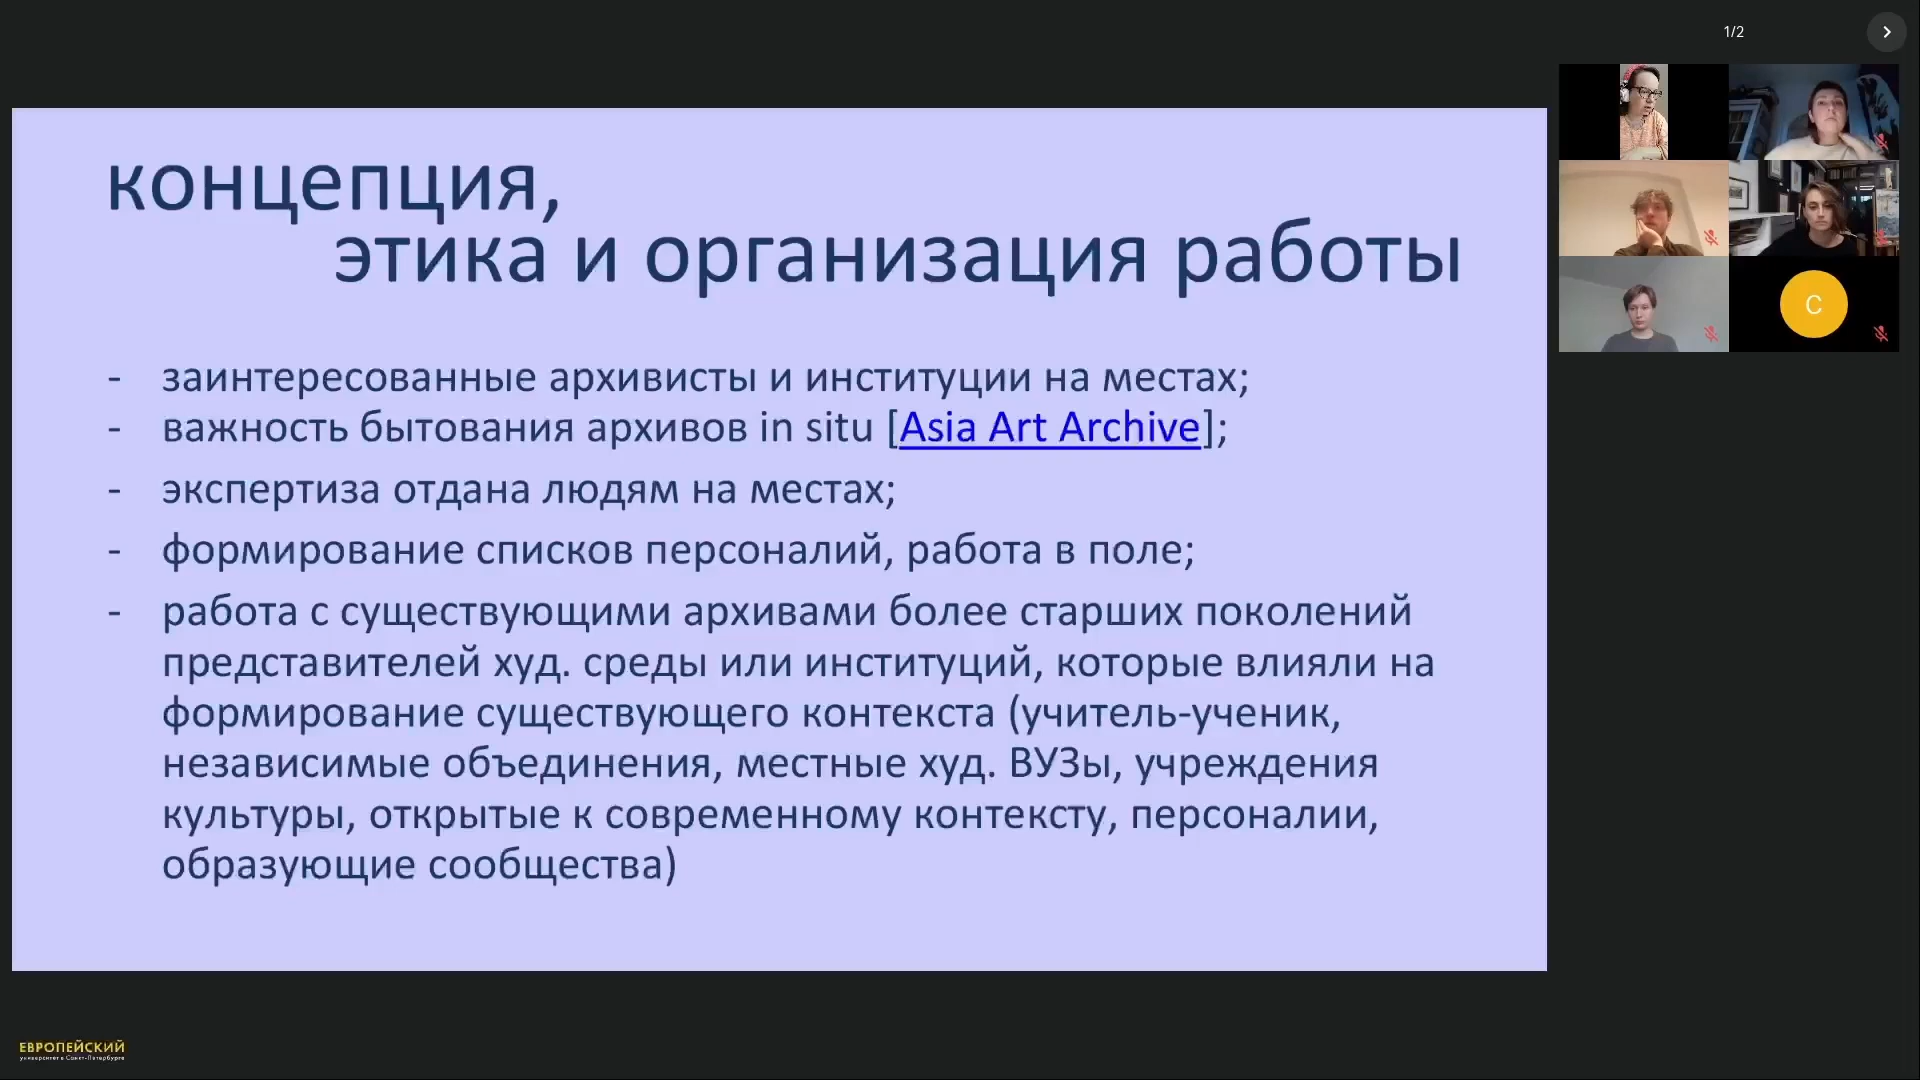 1/2
концепция,
этика и организация работы
- заинтересованные архивисты и институции на местах;
- важность бытования архивов in situ [Asia Art Archive];
- экспертиза отдана людям на местах;
- формирование списков персоналий, работа в поле;
- работа с существующими архивами более старших поколений
представителей худ. среды или институций, которые влияли на
формирование существующего контекста (учитель-ученик,
независимые объединения, местные худ. ВУЗы, учреждения
культуры, открытые к современному контексту, персоналии,
образующие сообщества)
C
ЕВРОПЕЙСКИЙ
университет в Санкт-Петербурге